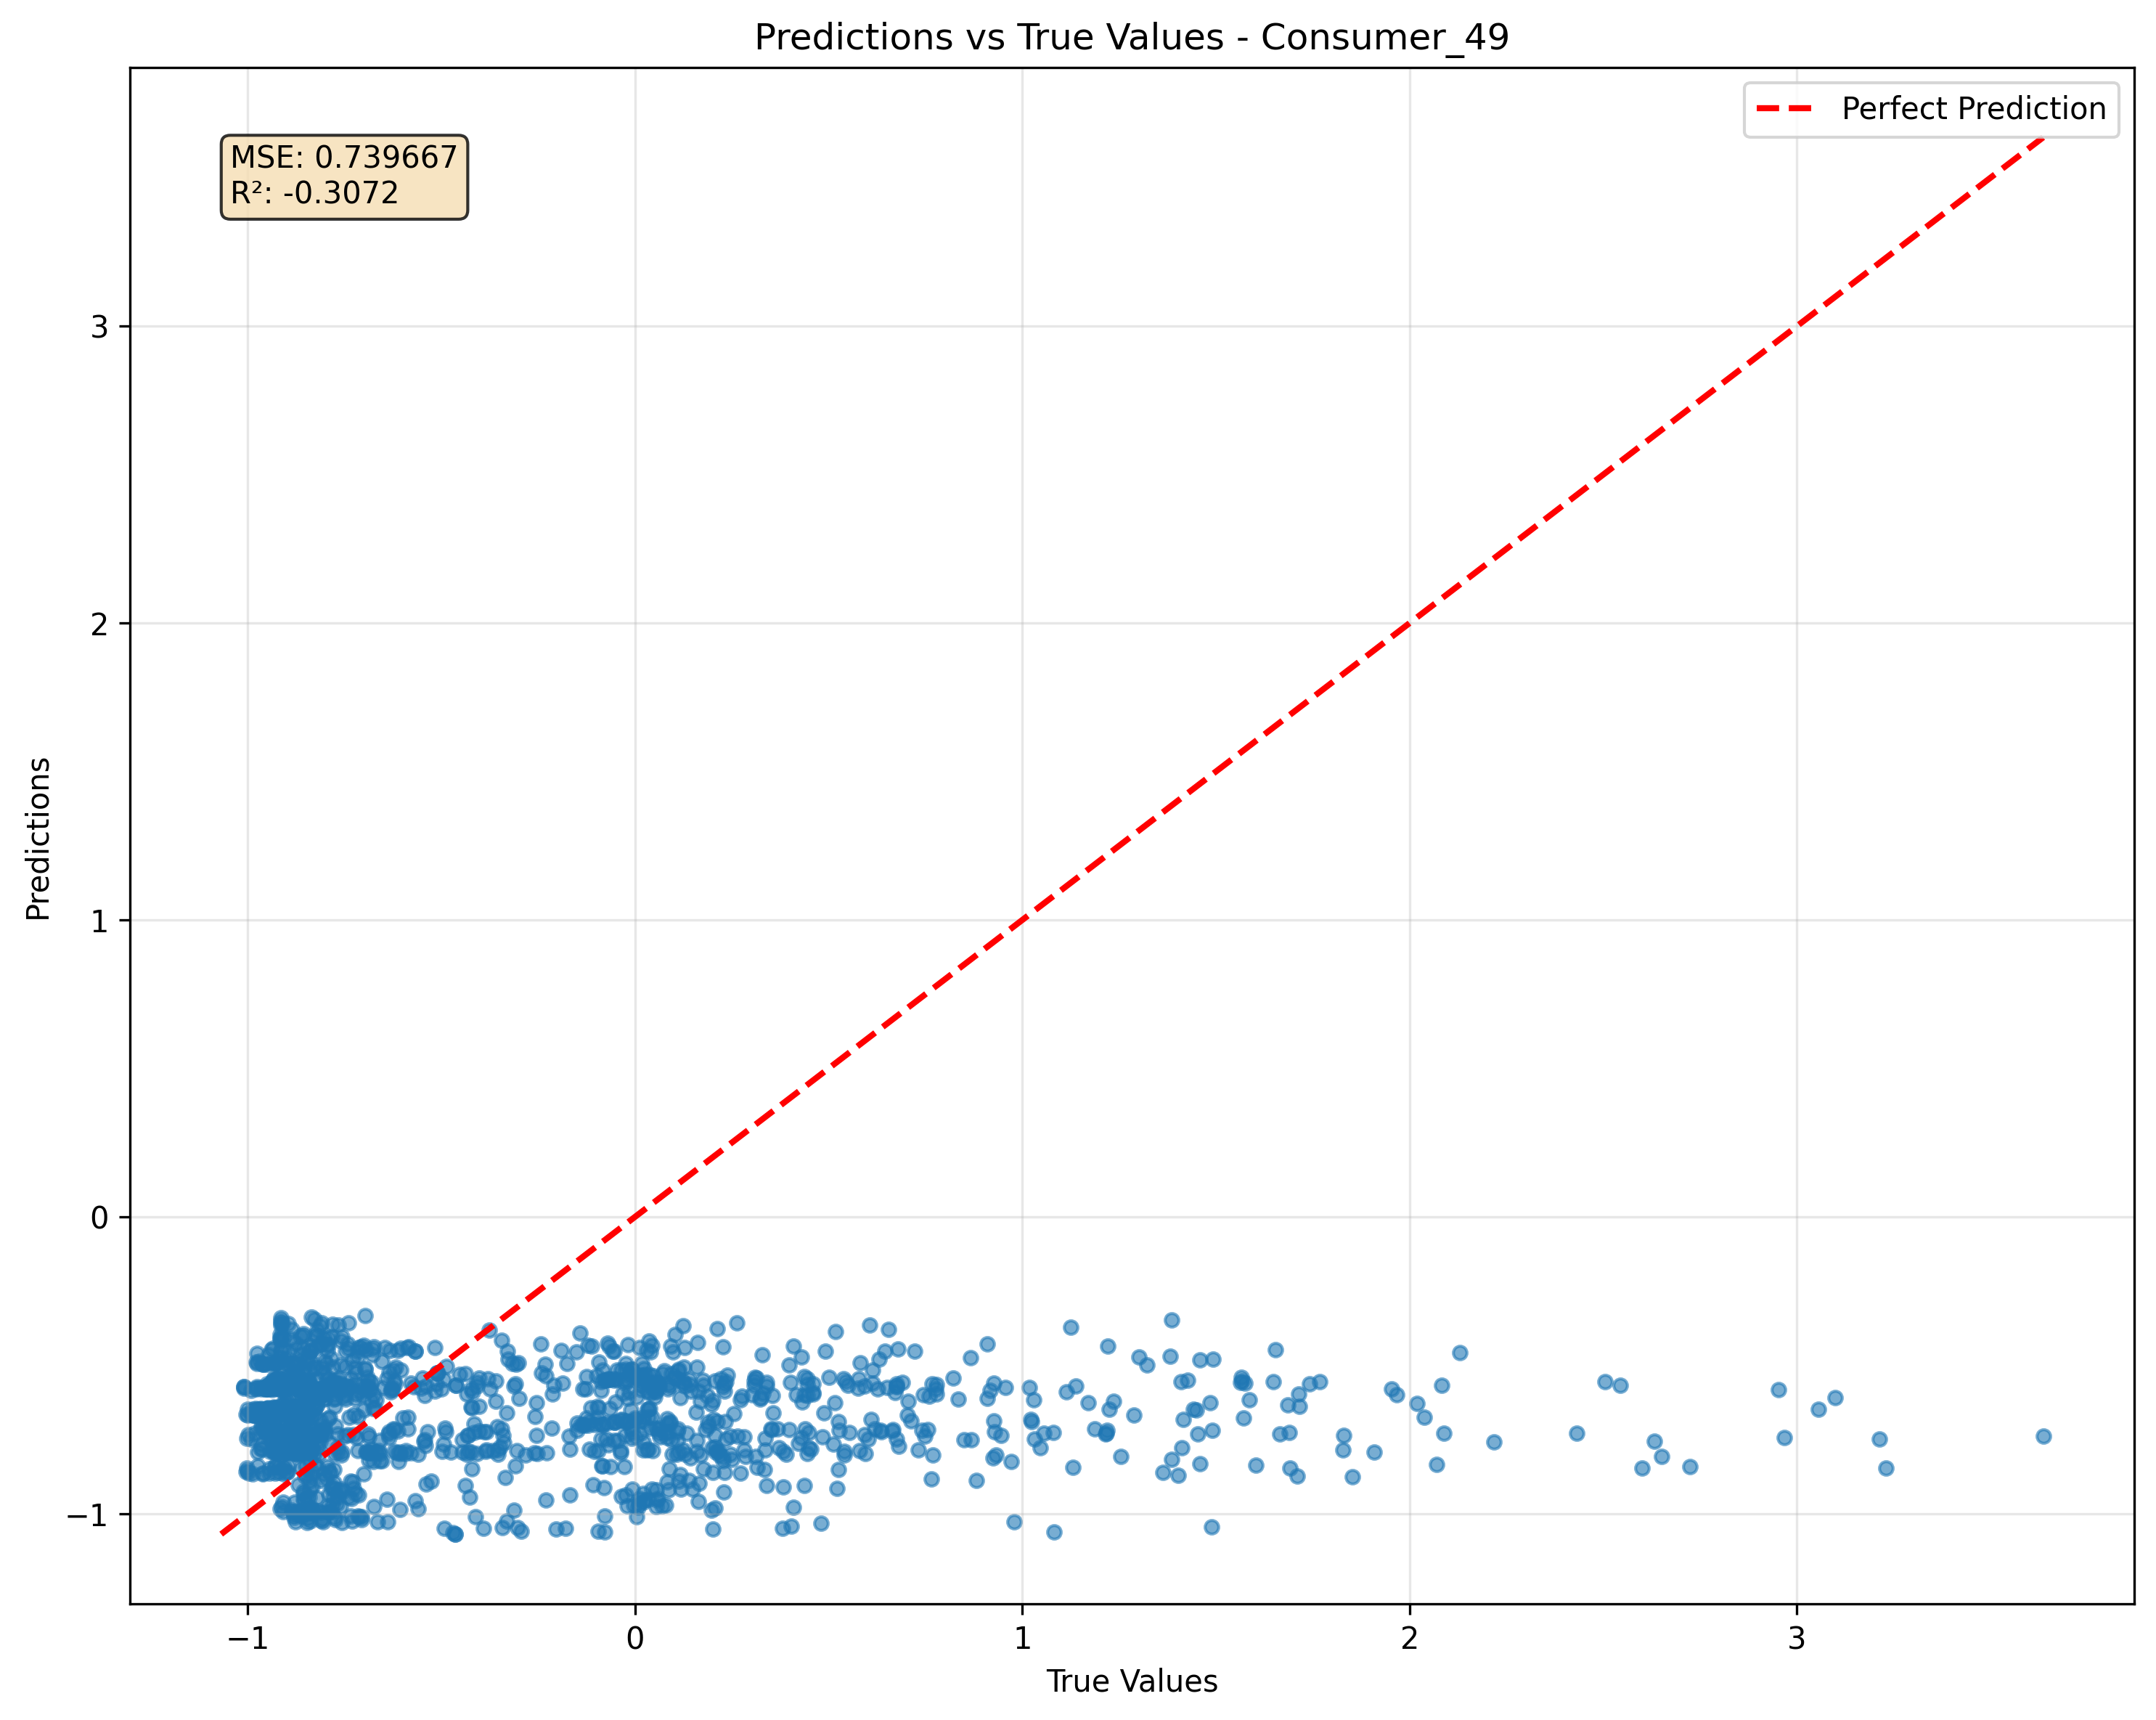 Predictions vs True Values - Consumer_49
Perfect Prediction
MSE: 0.739667
R²: -0.3072
3
2
1
0
−1
Predictions
−1 0 1 2 3
True Values